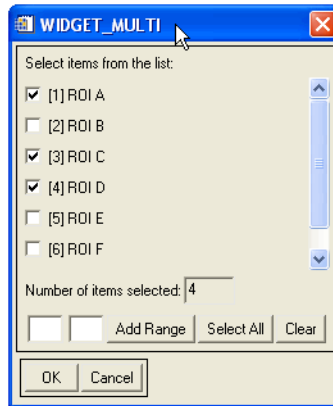 WIDGET_MULTI
Select items from the list:
[1] ROI A
[2] ROI B
[3] ROI C
[4] ROI D
[5] ROI E
[6] ROI F
Number of items selected: 4
Add Range Select All Clear
OK Cancel